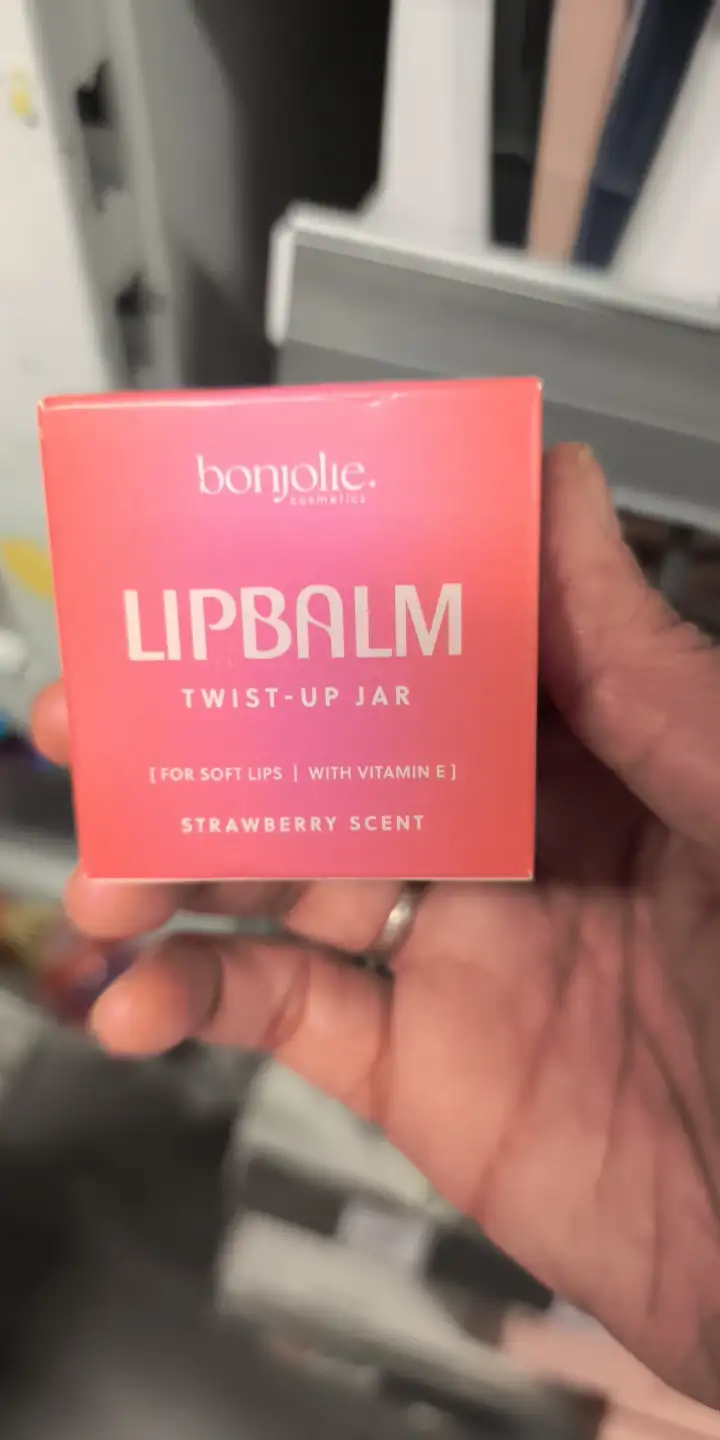 bonjolie.
cosmetics
LIPBALM
TWIST-UP JAR
[ FOR SOFT LIPS | WITH VITAMIN E ]
STRAWBERRY SCENT